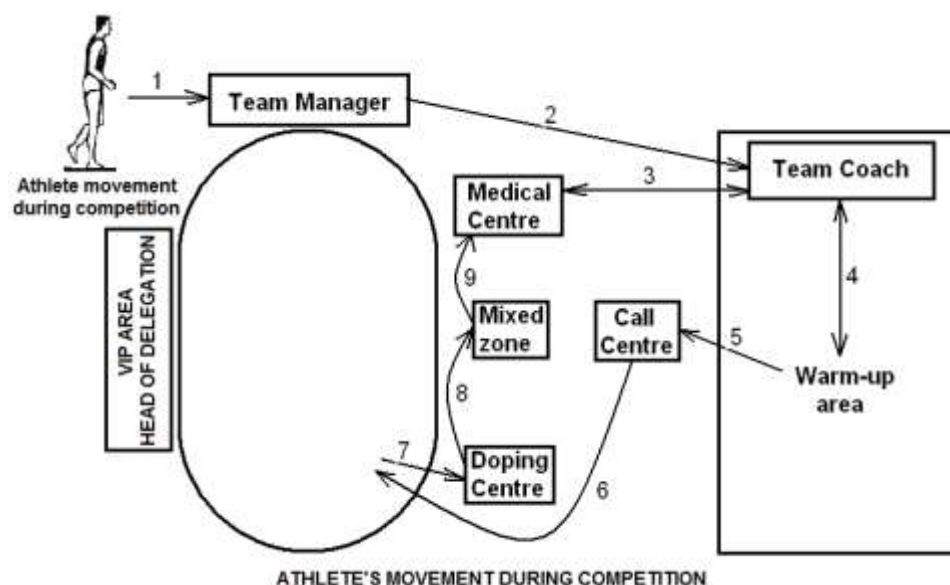 1
Team Manager
2
Athlete movement
during competition
Team Coach
3
Medical
Centre
4
VIP AREA
HEAD OF DELEGATION
9
Mixed
zone
Call
Centre
5
Warm-up
area
8
7
Doping
Centre
6
ATHLETE'S MOVEMENT DURING COMPETITION